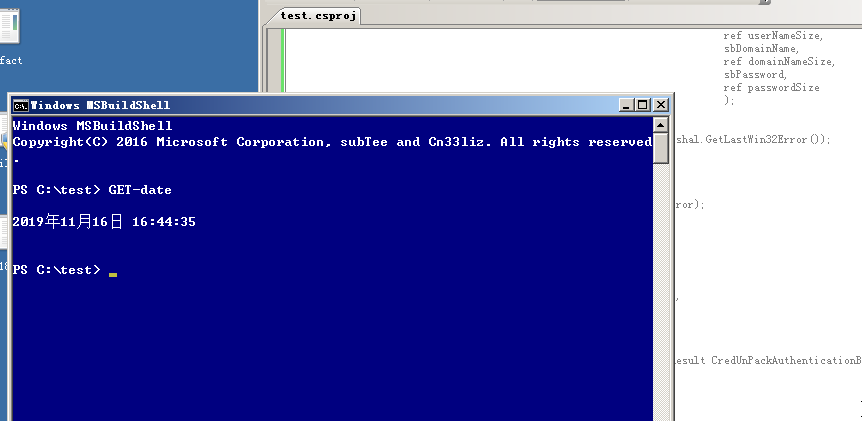 test.csproj
ref userNameSize,
sbDomainName,
ref domainNameSize,
sbPassword,
ref passwordSize
);
fact
Windows MSBuildShell
Windows MSBuildShell
Copyright(C) 2016 Microsoft Corporation, subTee and Cn33liz. All rights reserved
.
shal.GetLastWin32Error());
PS C:\test> GET-date
ror);
2019年11月16日 16:44:35
PS C:\test>
esult CredUnPackAuthenticationB